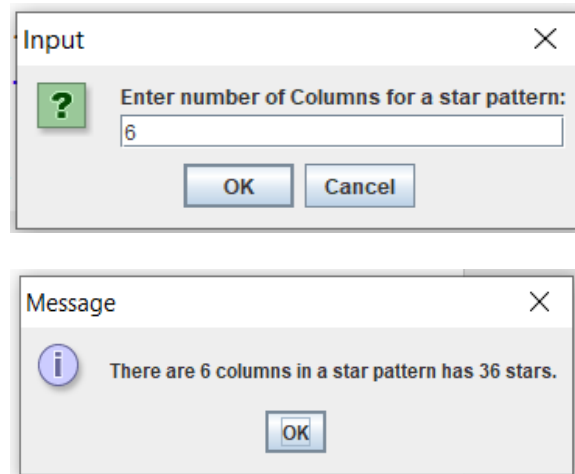 Input
?
Enter number of Columns for a star pattern:
6
OK Cancel
Message
i
There are 6 columns in a star pattern has 36 stars.
OK